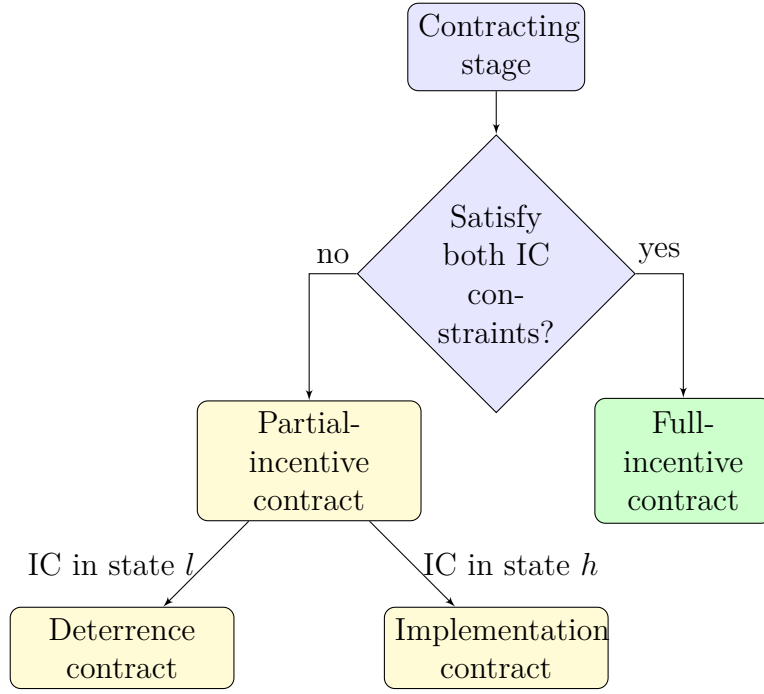 Contracting
stage
Satisfy
both IC
con-
straints?
no
yes
Partial-
incentive
contract
Full-
incentive
contract
IC in state l
IC in state h
Deterrence
contract
Implementation
contract